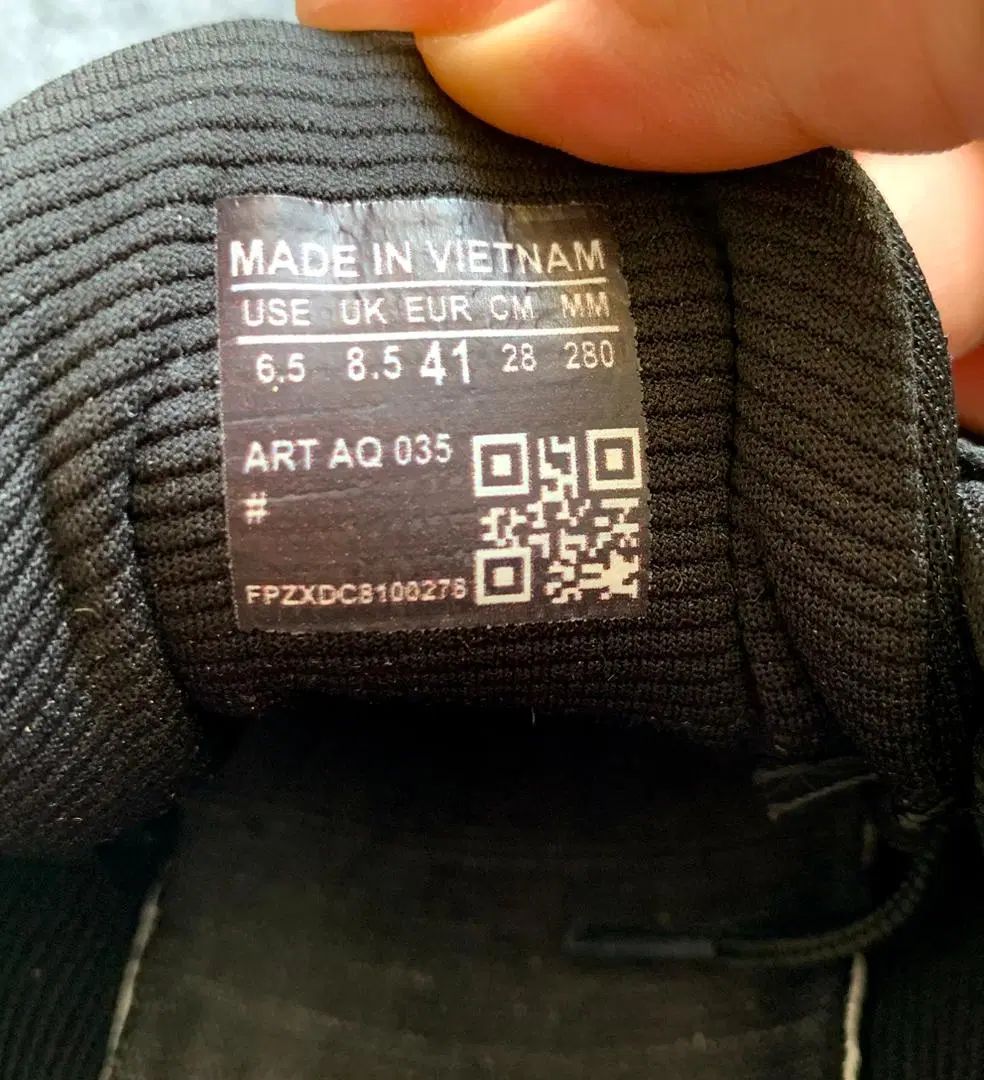 MADE IN VIETNAM
USE UK EUR CM MM
6.5 8.5 41 28 280
ART AQ 035
#
FPZXDC8100278